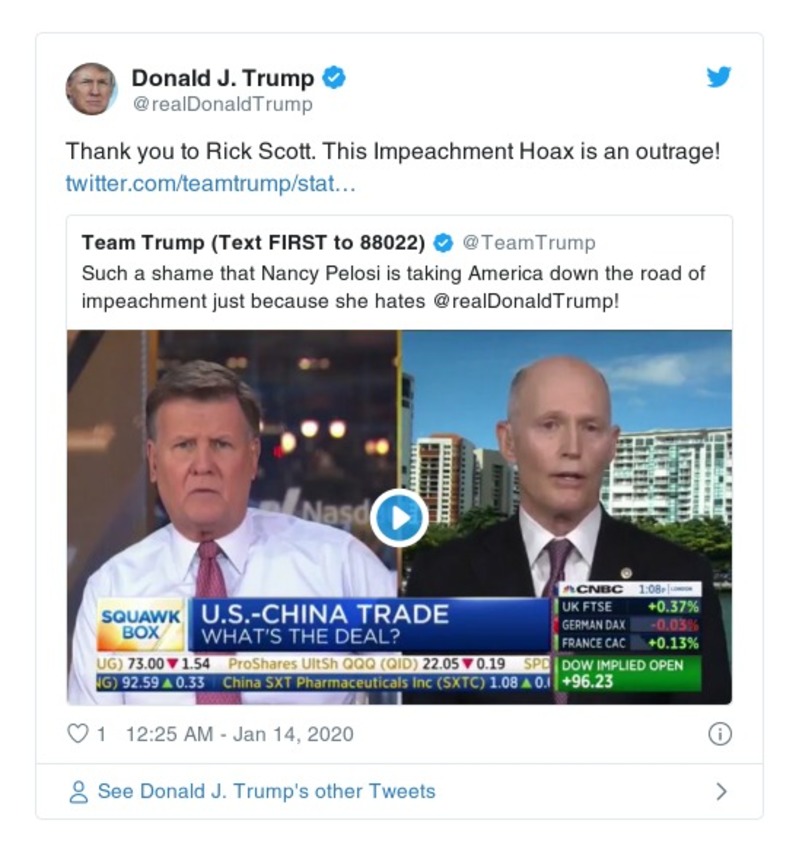 Donald J. Trump
@realDonaldTrump
Thank you to Rick Scott. This Impeachment Hoax is an outrage!
twitter.com/teamtrump/stat…
Team Trump (Text FIRST to 88022) @TeamTrump
Such a shame that Nancy Pelosi is taking America down the road of
impeachment just because she hates @realDonaldTrump!
Nasd
SQUAWK
BOX
U.S.-CHINA TRADE
WHAT'S THE DEAL?
CNBC 1:08P LONDON
UK FTSE +0.37%
GERMAN DAX -0.03%
FRANCE CAC +0.13%
DOW IMPLIED OPEN
+96.23
UG) 73.00▼1.54 ProShares UltSh QQQ (QID) 22.05▼0.19 SPD
NG) 92.59▲0.33 China SXT Pharmaceuticals Inc (SXTC) 1.08▲0.
1 12:25 AM - Jan 14, 2020
See Donald J. Trump's other Tweets